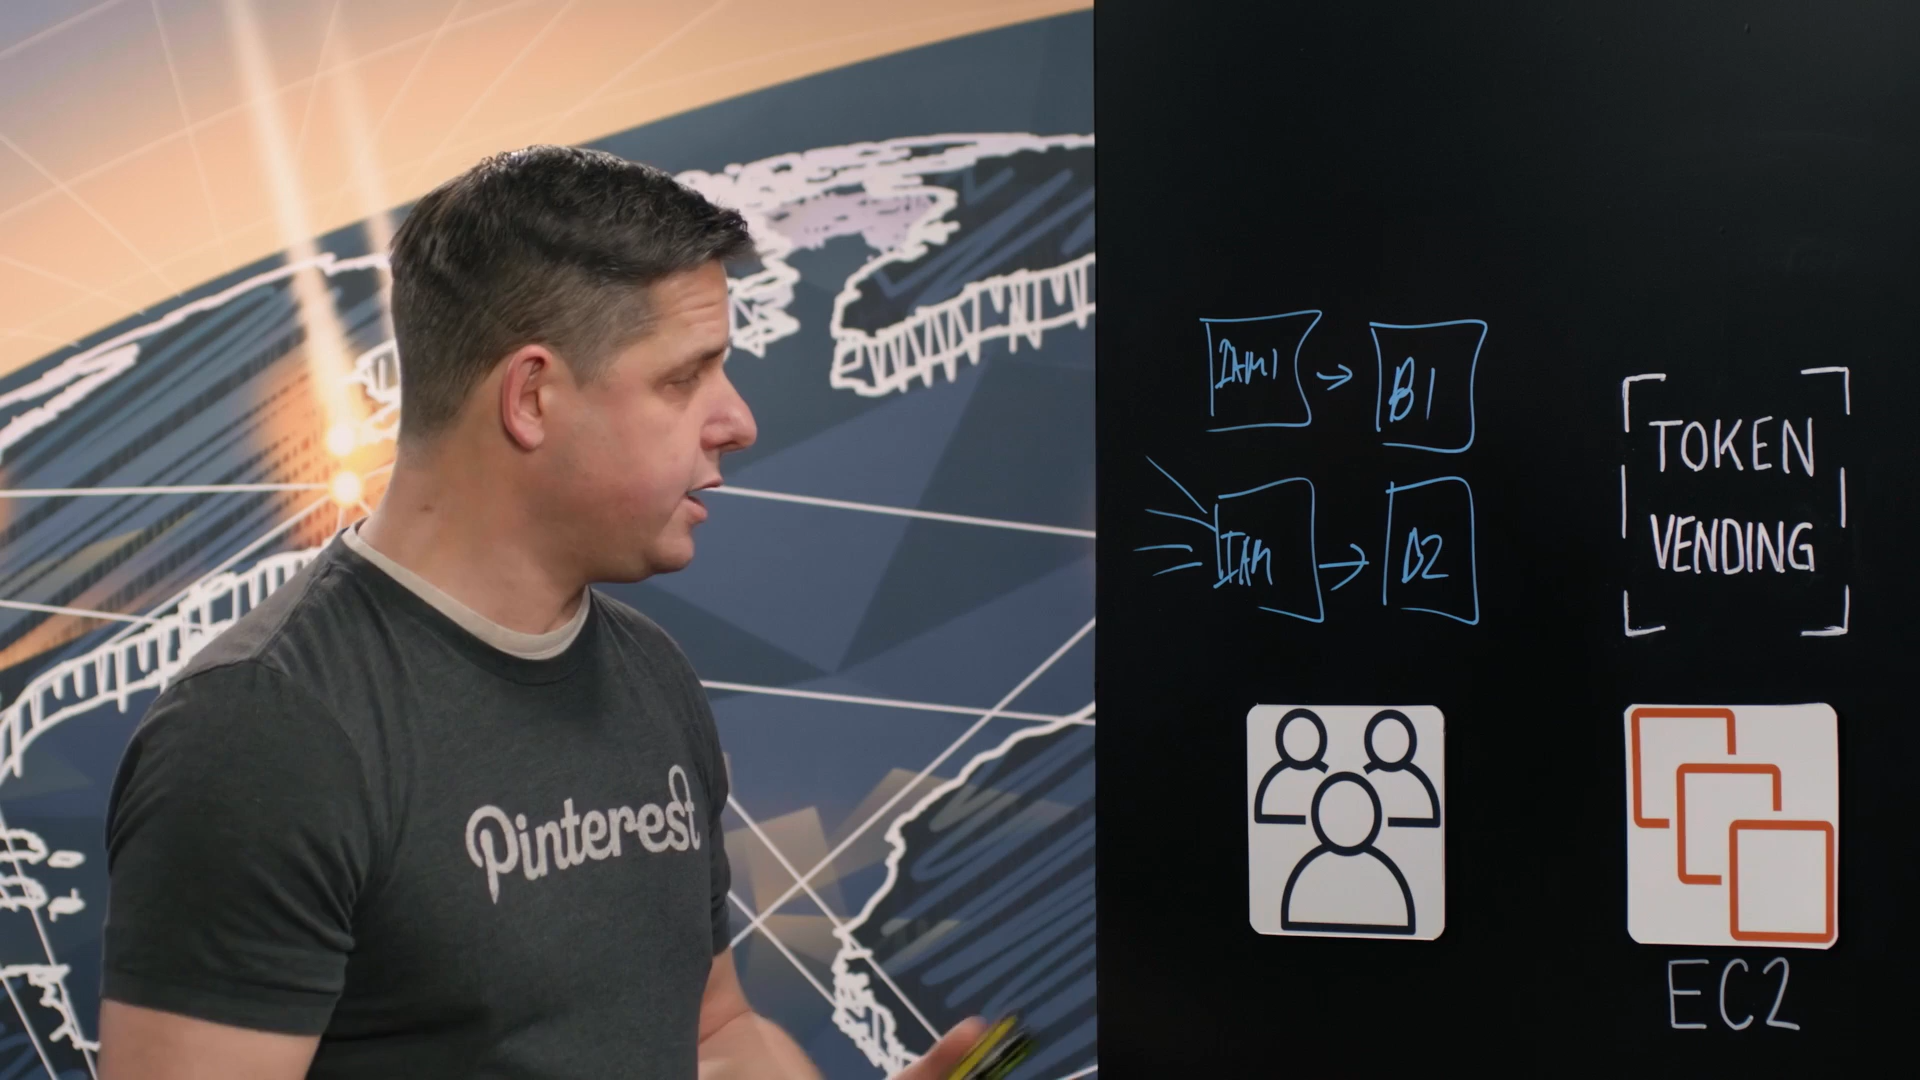 Pinterest
IAM1
B1
IAM
B2
TOKEN
VENDING
EC2